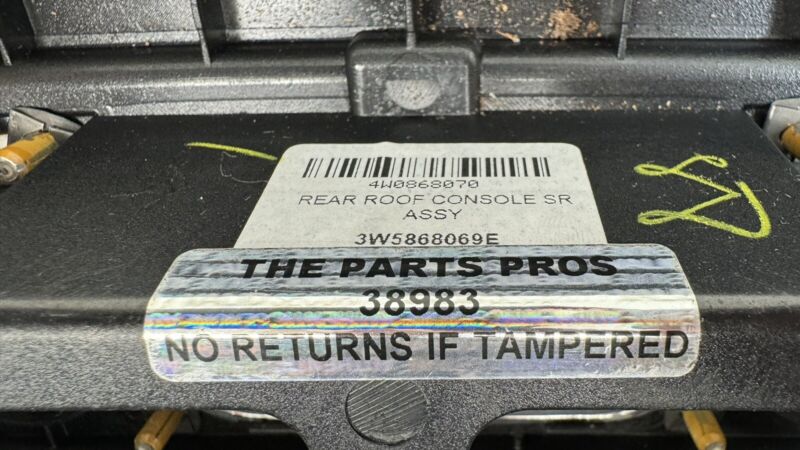 4W0868070
REAR ROOF CONSOLE SR
ASSY
3W5868069E
THE PARTS PROS
38983
NO RETURNS IF TAMPERED